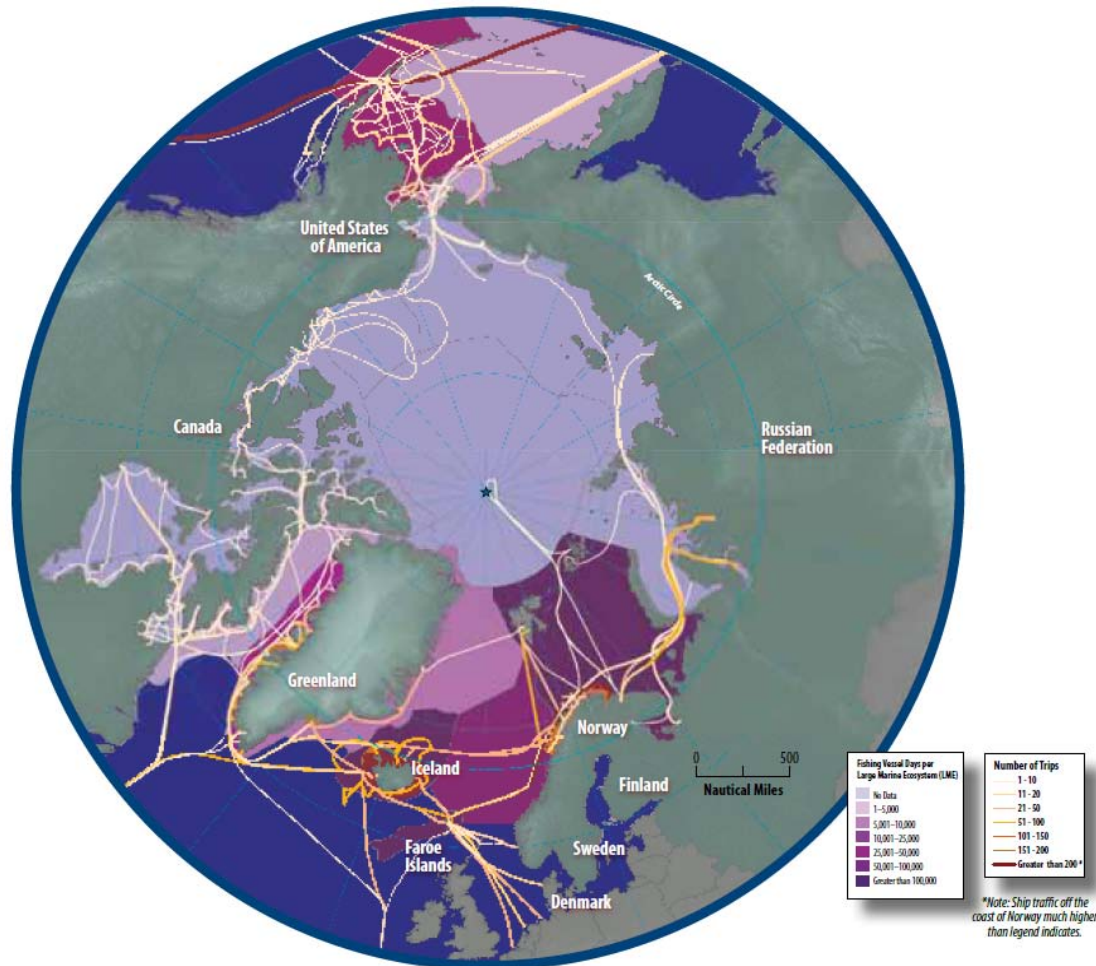 United States
of America
Arctic Circle
Canada
Russian
Federation
Greenland
Norway
Iceland
Finland
0 500
Nautical Miles
Faroe
Islands
Sweden
Denmark
Fishing Vessel Days per
Large Marine Ecosystem (LME)
No Data
1–5,000
5,001–10,000
10,001–25,000
25,001–50,000
50,001–100,000
Greater than 100,000
Number of Trips
1 - 10
11 - 20
21 - 50
51 - 100
101 - 150
151 - 200
Greater than 200 *
*Note: Ship traffic off the
coast of Norway much higher
than legend indicates.